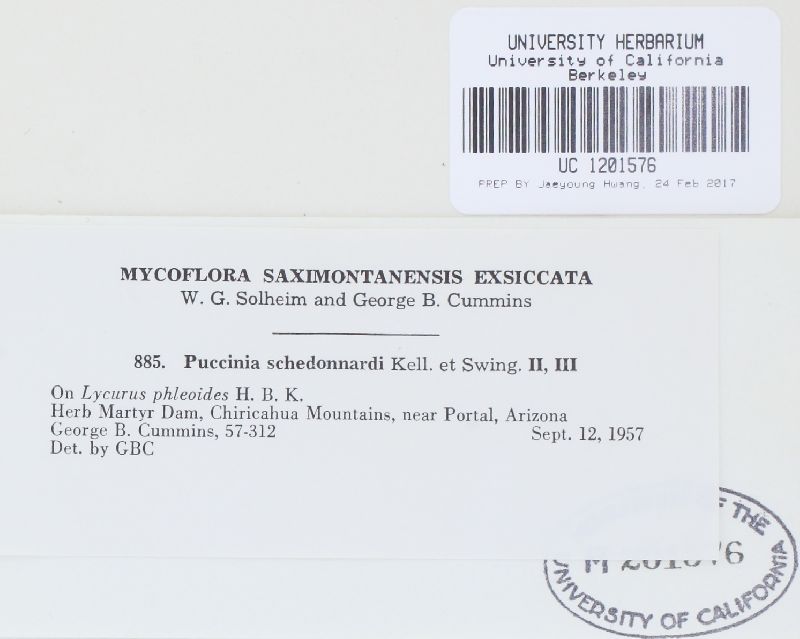 UNIVERSITY HERBARIUM
University of California
Berkeley
UC 1201576
PREP BY Jaeyoung Hwang, 24 Feb 2017
MYCOFLORA SAXIMONTANENSIS EXSICCATA
W. G. Solheim and George B. Cummins
885. Puccinia schedonnardi Kell. et Swing. II, III
On Lycurus phleoides H. B. K.
Herb Martyr Dam, Chiricahua Mountains, near Portal, Arizona
George B. Cummins, 57-312 Sept. 12, 1957
Det. by GBC
OF THE
UNIVERSITY OF CALIFORNIA